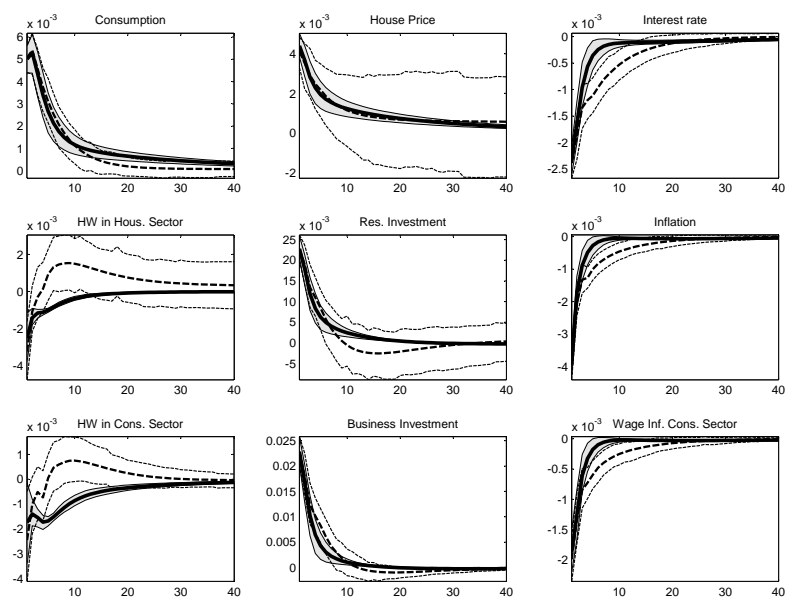 Consumption
x 10^-3
6
5
4
3
2
1
0
10 20 30 40
House Price
x 10^-3
4
2
0
-2
10 20 30 40
Interest rate
x 10^-3
0
-0.5
-1
-1.5
-2
-2.5
10 20 30 40
HW in Hous. Sector
x 10^-3
2
0
-2
-4
10 20 30 40
Res. Investment
x 10^-3
25
20
15
10
5
0
-5
10 20 30 40
Inflation
x 10^-3
0
-1
-2
-3
-4
10 20 30 40
HW in Cons. Sector
x 10^-3
1
0
-1
-2
-3
-4
10 20 30 40
Business Investment
0.025
0.02
0.015
0.01
0.005
0
10 20 30 40
Wage Inf. Cons. Sector
x 10^-3
0
-0.5
-1
-1.5
-2
10 20 30 40